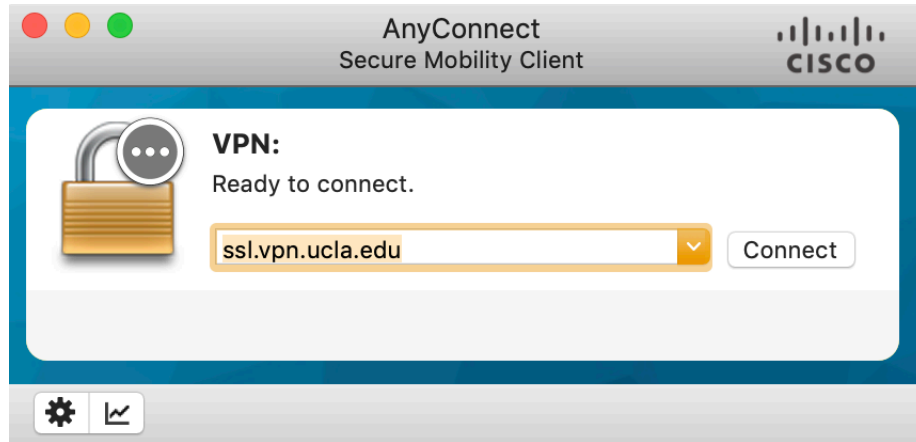 AnyConnect
Secure Mobility Client
CISCO
VPN:
Ready to connect.
ssl.vpn.ucla.edu
Connect